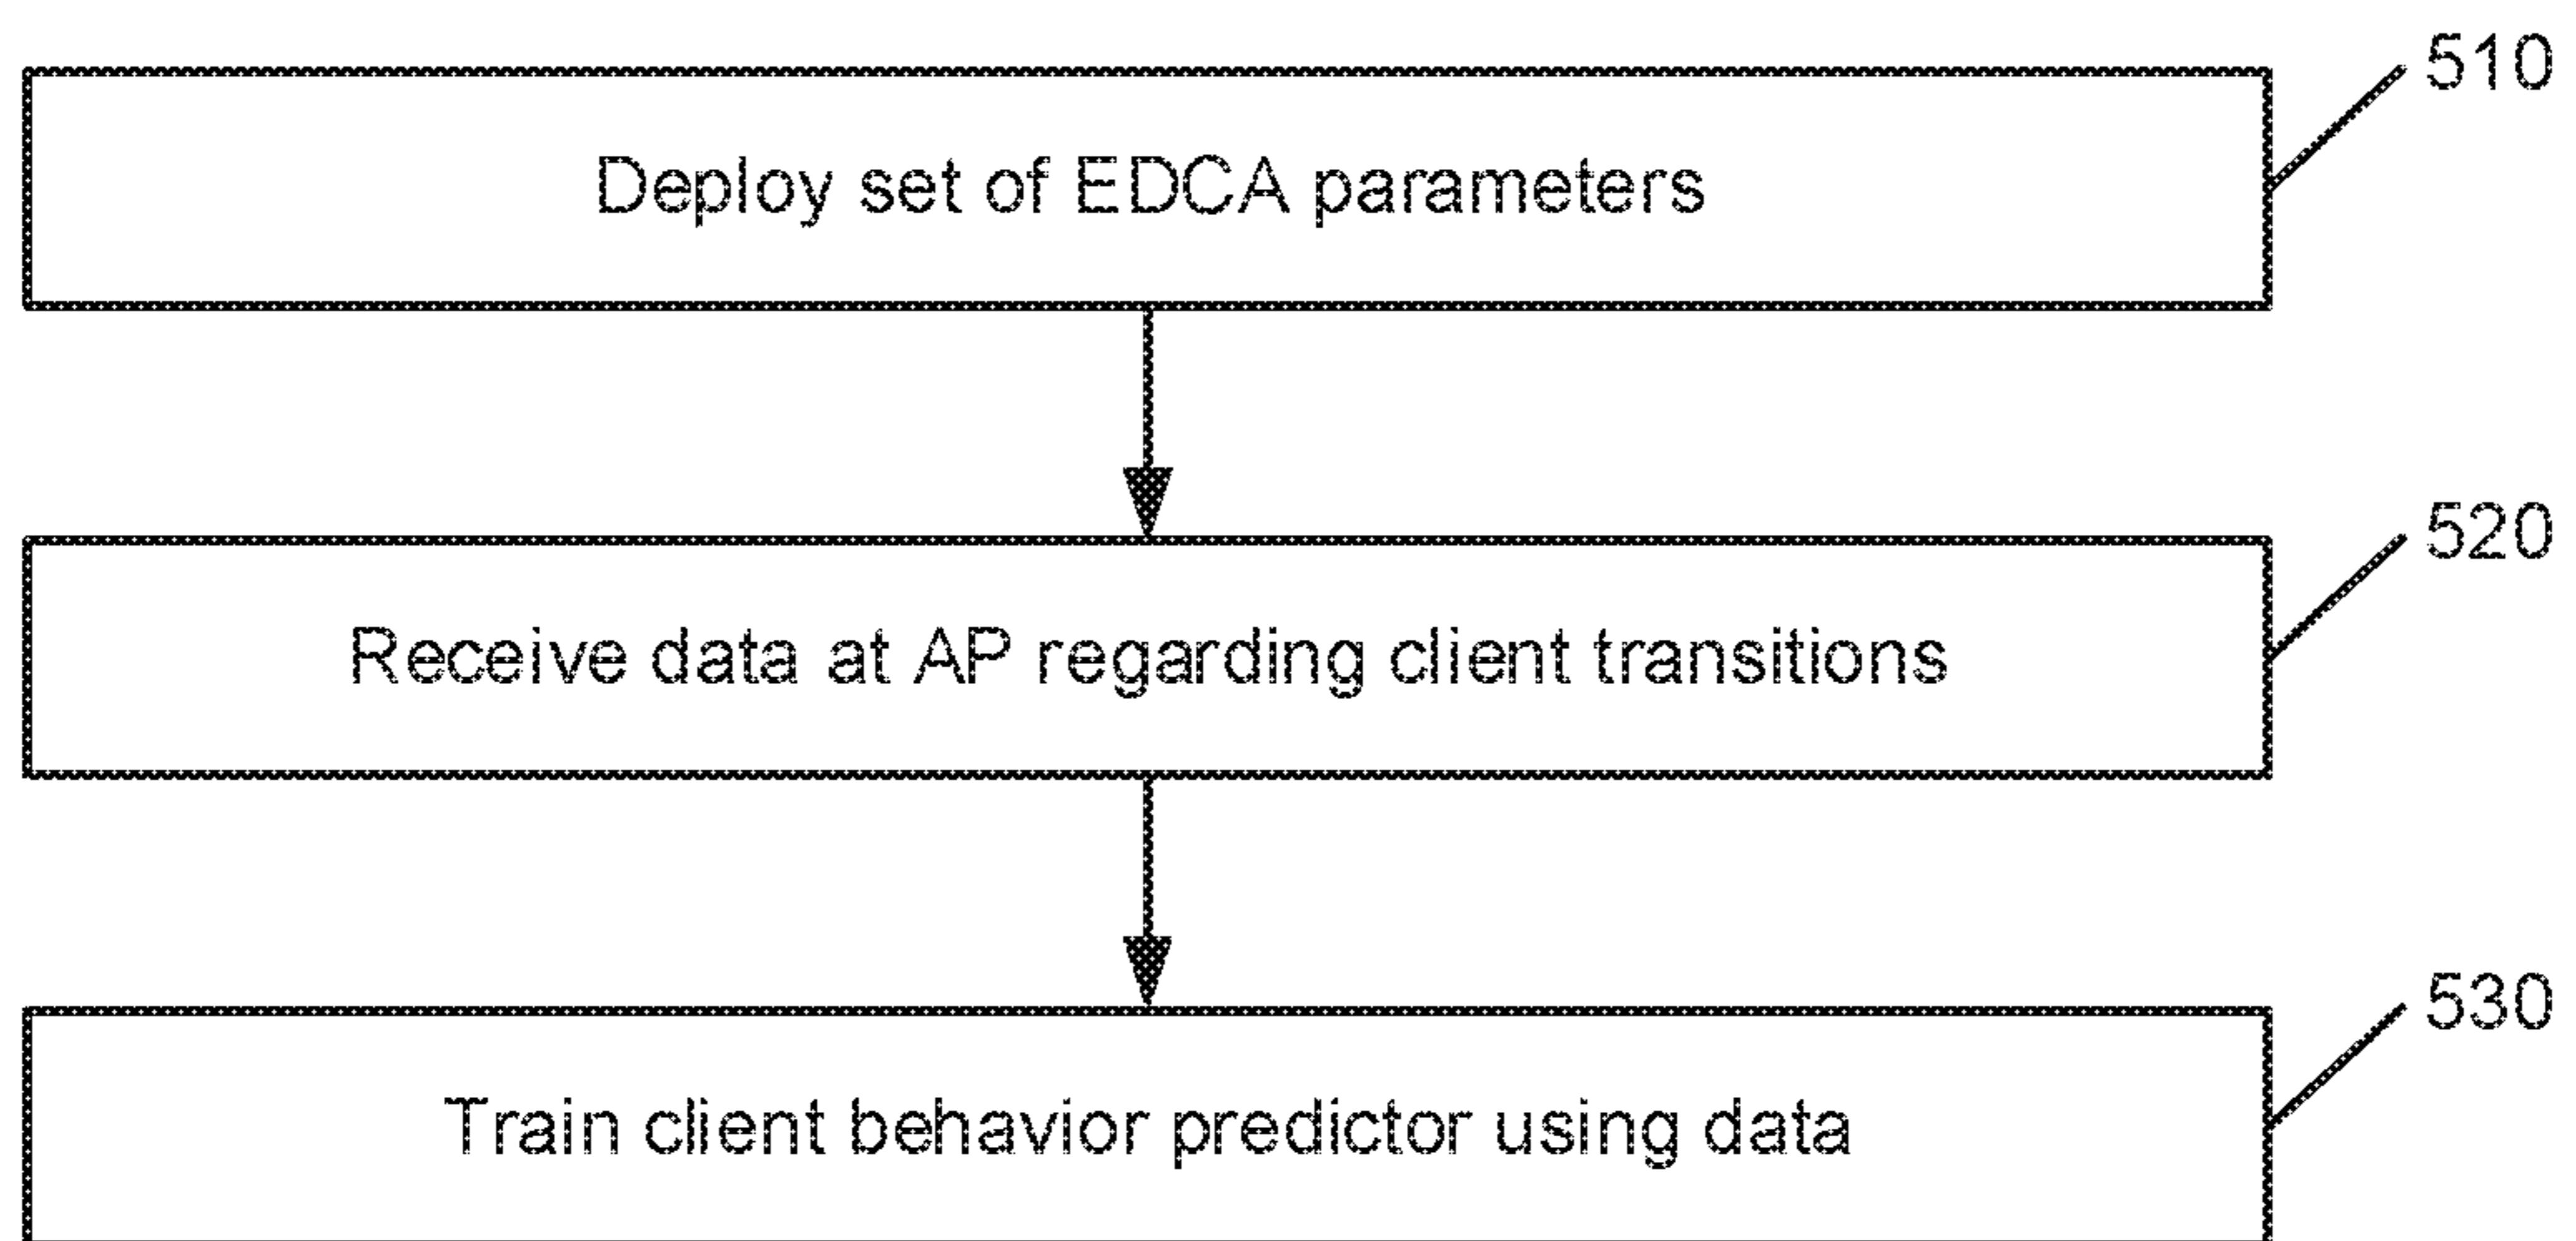 510
Deploy set of EDCA parameters
520
Receive data at AP regarding client transitions
530
Train client behavior predictor using data